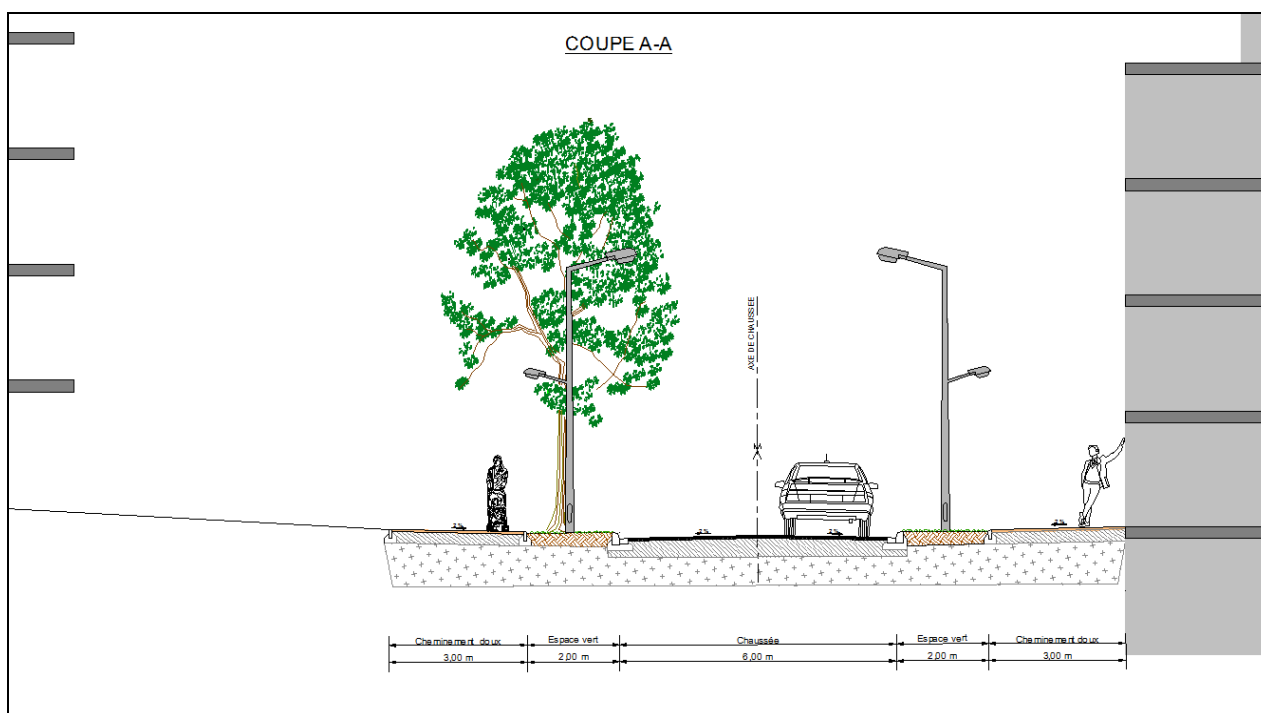 COUPE A-A
AXE DE CHAUSSEE
Cheminement doux
Espace vert
Chaussée
Espace vert
Cheminement doux
3,00 m
2,00 m
6,00 m
2,00 m
3,00 m